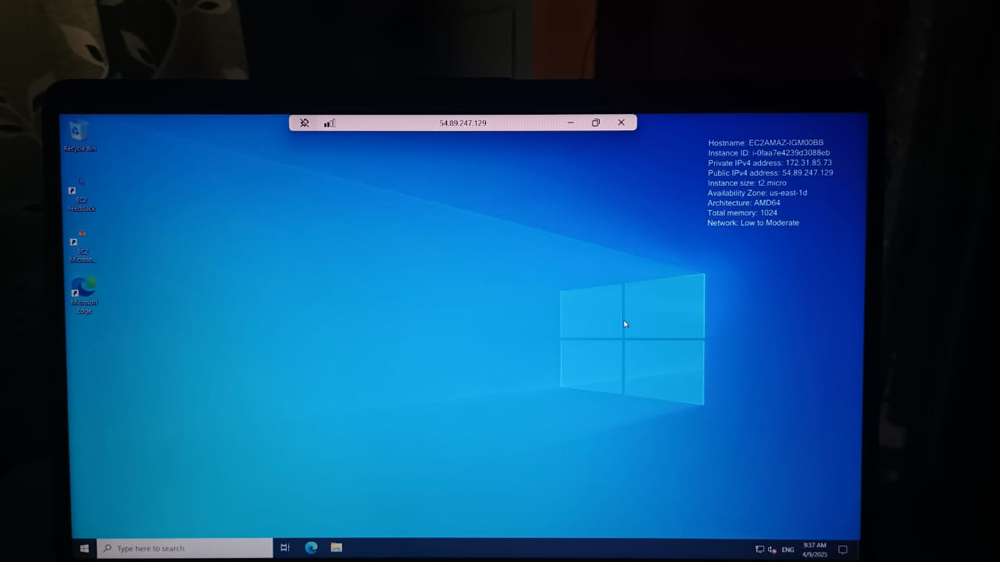 54.89.247.129
Recycle Bin
Hostname: EC2AMAZ-IGM00BB
Instance ID: i-0faa7e4239d3088eb
Private IPv4 address: 172.31.85.73
Public IPv4 address: 54.89.247.129
Instance size: t2.micro
Availability Zone: us-east-1d
Architecture: AMD64
Total memory: 1024
Network: Low to Moderate
EC2
Feedback
EC2
Microso...
Microsoft
Edge
Type here to search
ENG
9:37 AM
4/9/2025